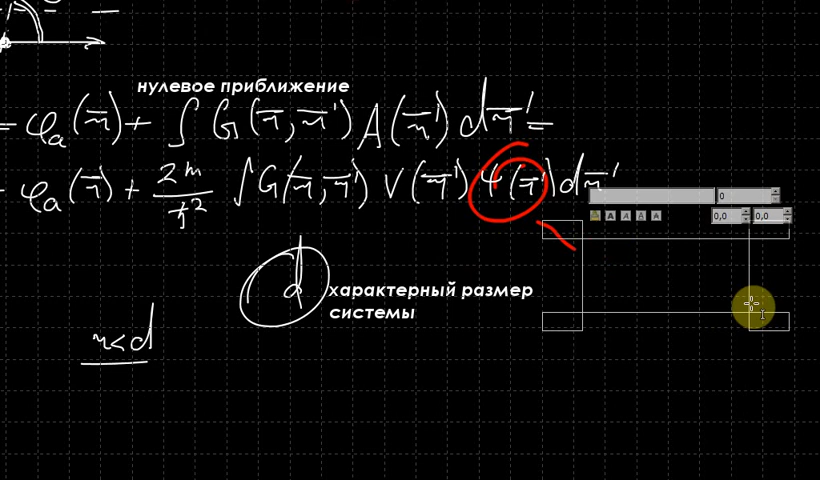 нулевое приближение
= φₐ(r̄) + ∫ G(r̄, r̄') A(r̄') dr̄' =
φₐ(r̄) + 2m/ħ² ∫ G(r̄, r̄') V(r̄') Ψ(r̄') dr̄'
0
A A A A 0,0 0,0
d
характерный размер
системы
r < d